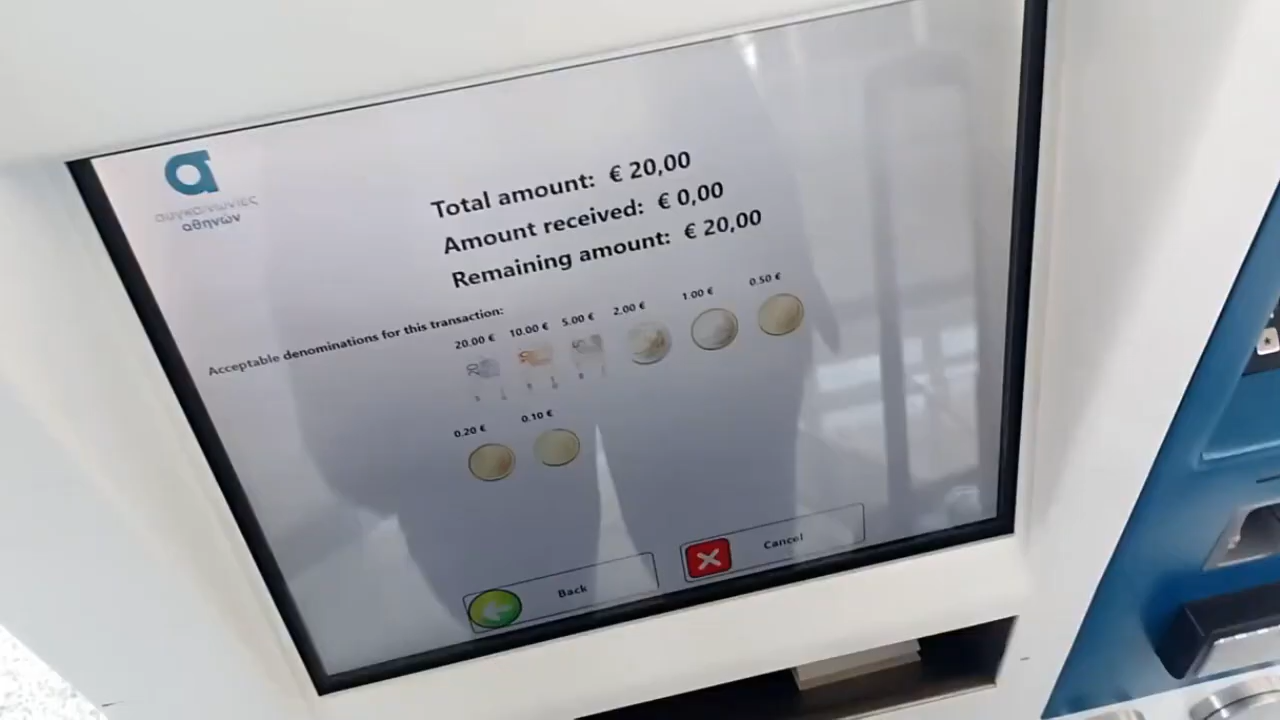 συγκοινωνίες
αθηνών
Total amount: € 20,00
Amount received: € 0,00
Remaining amount: € 20,00
Acceptable denominations for this transaction:
20.00 € 10.00 € 5.00 € 2.00 € 1.00 € 0.50 €
0.20 € 0.10 €
Back
Cancel